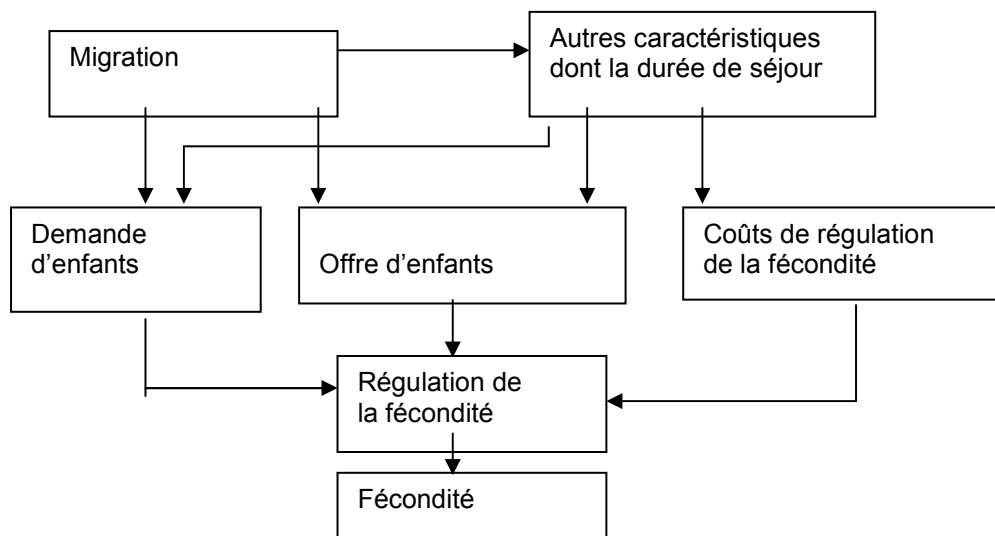 Migration
Autres caractéristiques
dont la durée de séjour
Demande
d’enfants
Offre d’enfants
Coûts de régulation
de la fécondité
Régulation de
la fécondité
Fécondité